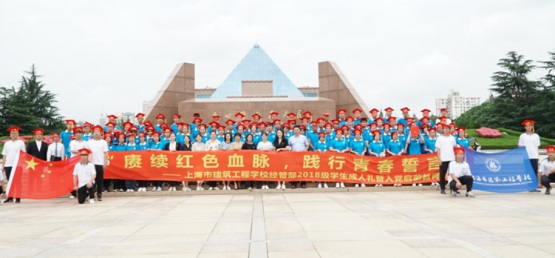 赓续红色血脉，践行青春誓言
——上海市建筑工程学校经管部2018级学生成人礼暨入党启蒙教育